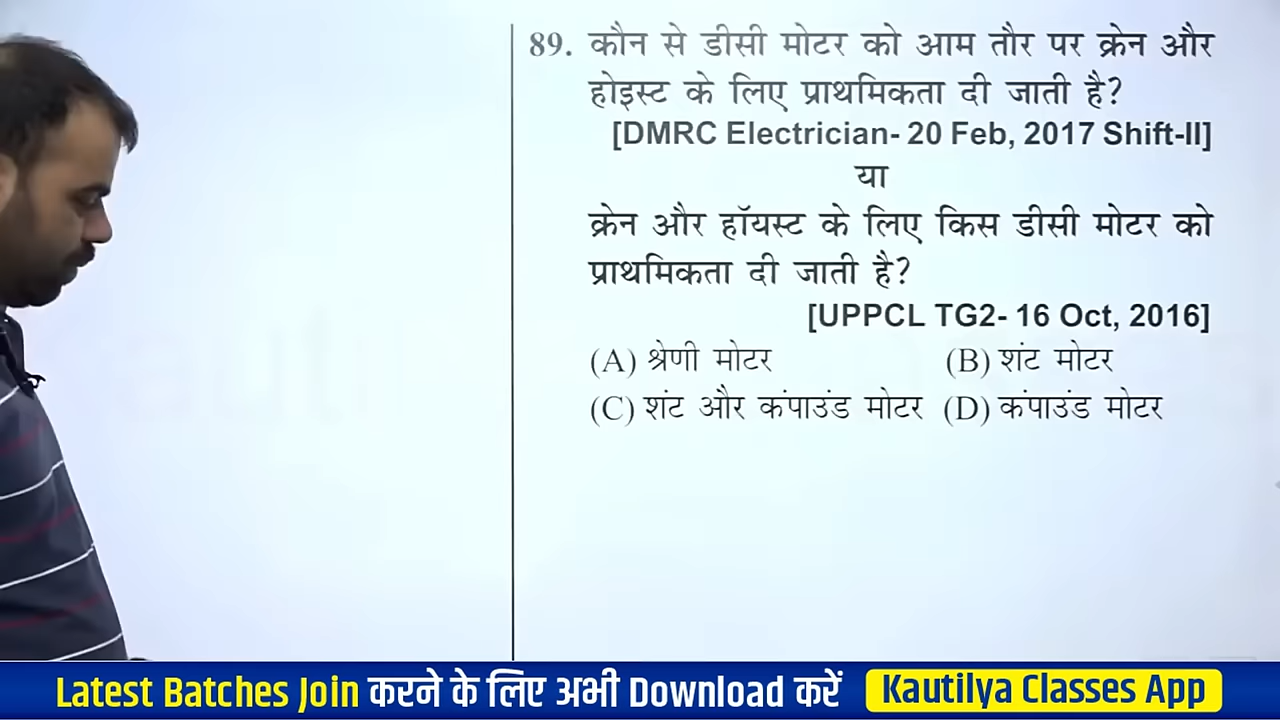 89. कौन से डीसी मोटर को आम तौर पर क्रेन और
होइस्ट के लिए प्राथमिकता दी जाती है?
[DMRC Electrician- 20 Feb, 2017 Shift-II]
या
क्रेन और हॉयस्ट के लिए किस डीसी मोटर को
प्राथमिकता दी जाती है?
[UPPCL TG2- 16 Oct, 2016]
(A) श्रेणी मोटर (B) शंट मोटर
(C) शंट और कंपाउंड मोटर (D) कंपाउंड मोटर
Latest Batches Join करने के लिए अभी Download करें Kautilya Classes App